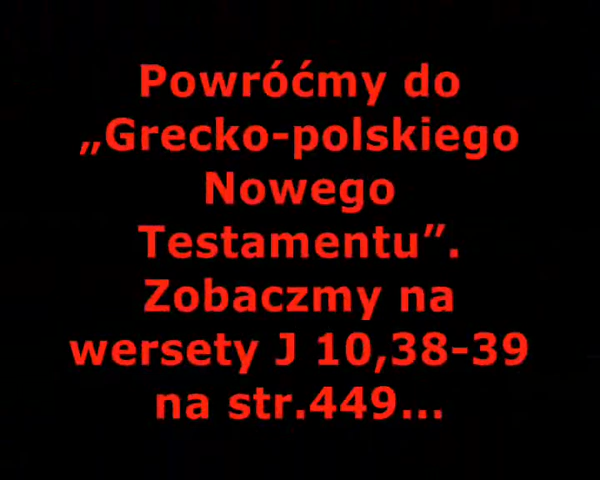 Powróćmy do
„Grecko-polskiego
Nowego
Testamentu”.
Zobaczmy na
wersety J 10,38-39
na str.449...